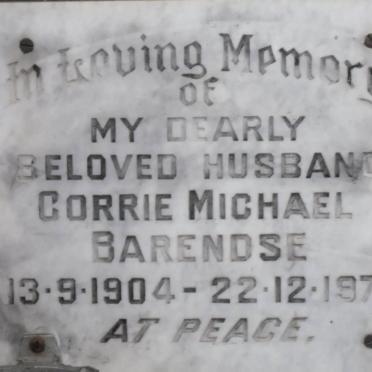 In Loving Memory
of
MY DEARLY
BELOVED HUSBAND
CORRIE MICHAEL
BARENDSE
13·9·1904 - 22·12·197
AT PEACE.